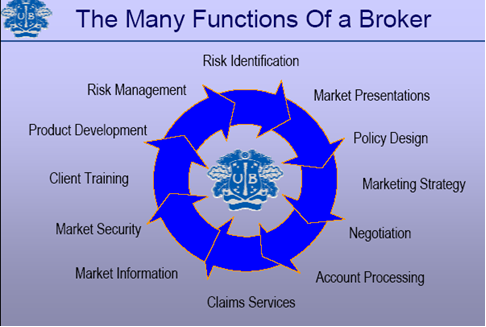 The Many Functions Of a Broker
Risk Identification
Market Presentations
Policy Design
Marketing Strategy
Negotiation
Account Processing
Claims Services
Market Information
Market Security
Client Training
Product Development
Risk Management
U B